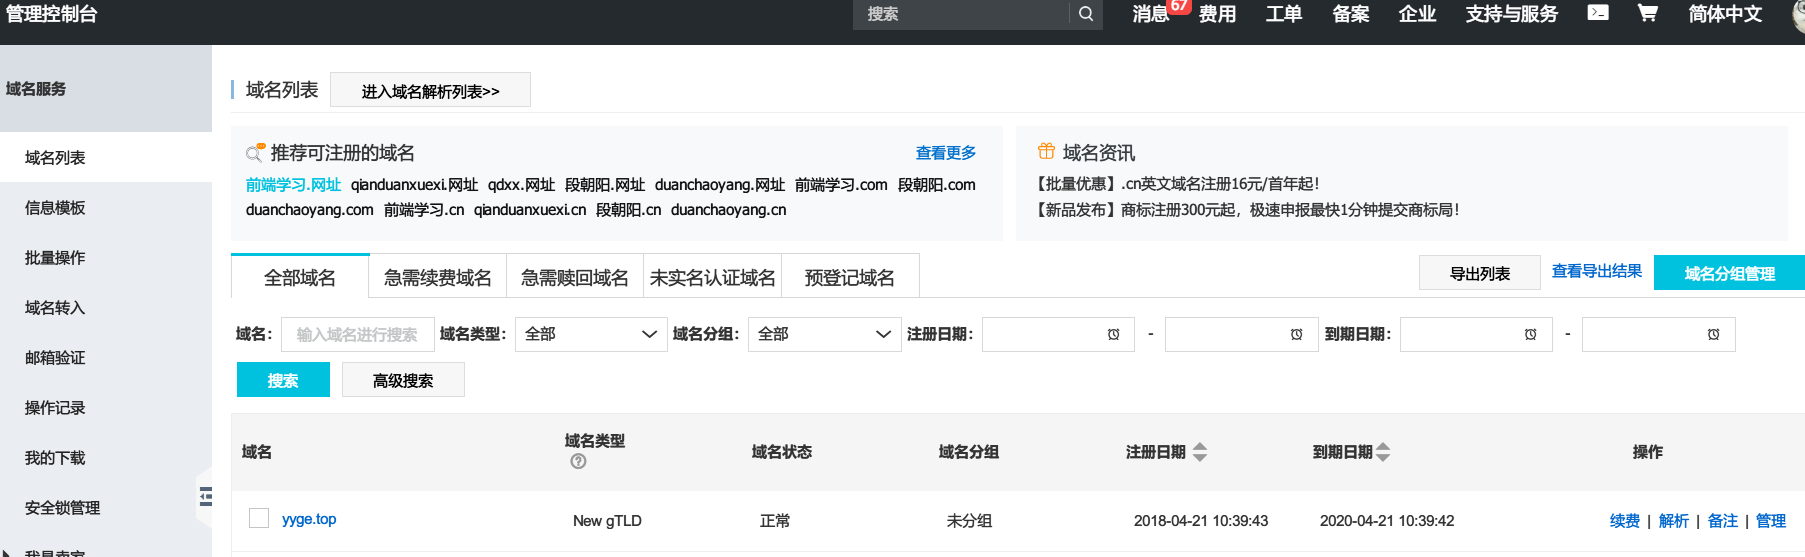 管理控制台
搜索
消息 67 费用 工单 备案 企业 支持与服务 简体中文
域名服务
域名列表
信息模板
批量操作
域名转入
邮箱验证
操作记录
我的下载
安全锁管理
我是卖家
域名列表 进入域名解析列表>>
推荐可注册的域名 查看更多
前端学习.网址 qianduanxuexi.网址 qdxx.网址 段朝阳.网址 duanchaoyang.网址 前端学习.com 段朝阳.com
duanchaoyang.com 前端学习.cn qianduanxuexi.cn 段朝阳.cn duanchaoyang.cn
域名资讯
【批量优惠】.cn英文域名注册16元/首年起！
【新品发布】商标注册300元起，极速申报最快1分钟提交商标局！
全部域名 急需续费域名 急需赎回域名 未实名认证域名 预登记域名 导出列表 查看导出结果 域名分组管理
域名： 输入域名进行搜索 域名类型： 全部 域名分组： 全部 注册日期： - 到期日期： -
搜索 高级搜索
域名 域名类型 域名状态 域名分组 注册日期 到期日期 操作
yyge.top New gTLD 正常 未分组 2018-04-21 10:39:43 2020-04-21 10:39:42 续费 | 解析 | 备注 | 管理